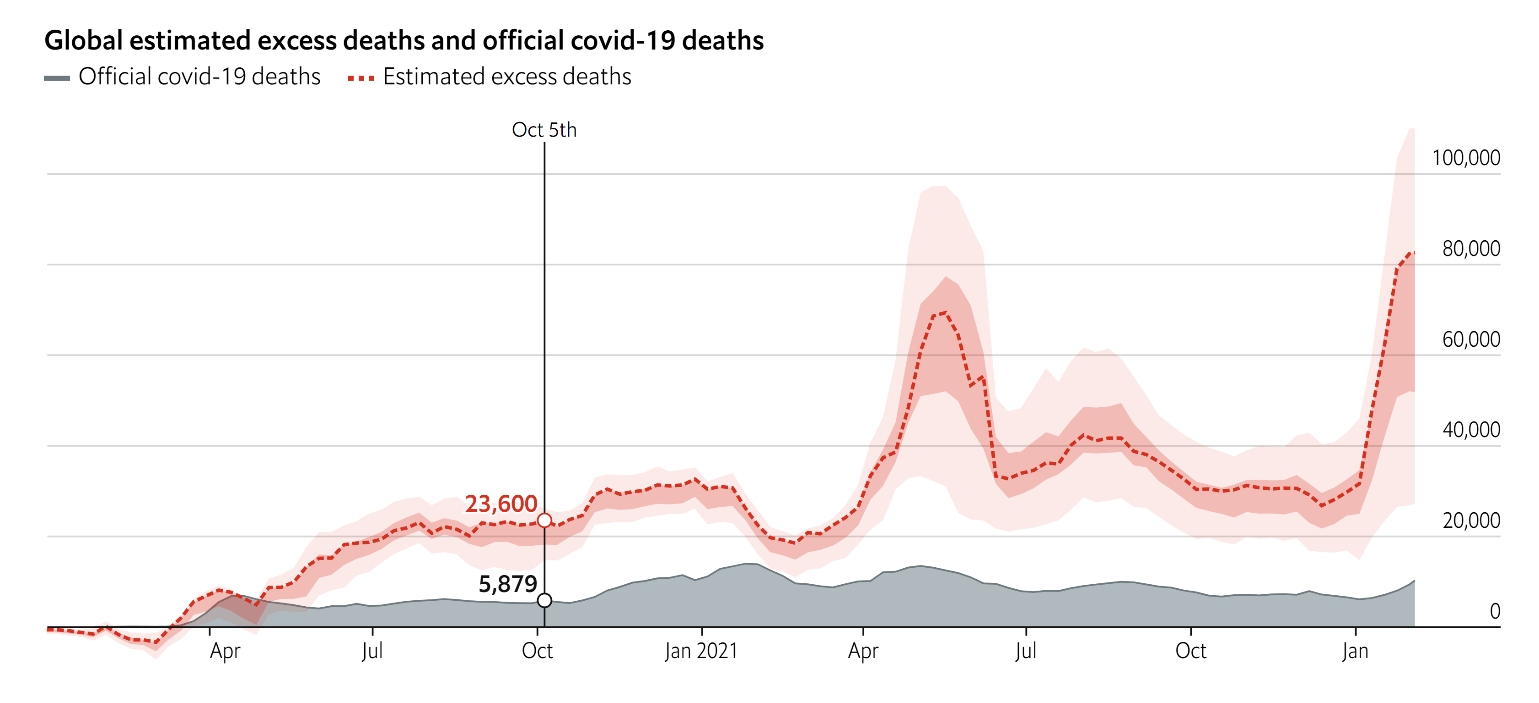 Global estimated excess deaths and official covid-19 deaths
Official covid-19 deaths Estimated excess deaths
Oct 5th
100,000
80,000
60,000
40,000
23,600
20,000
5,879
0
Apr Jul Oct Jan 2021 Apr Jul Oct Jan